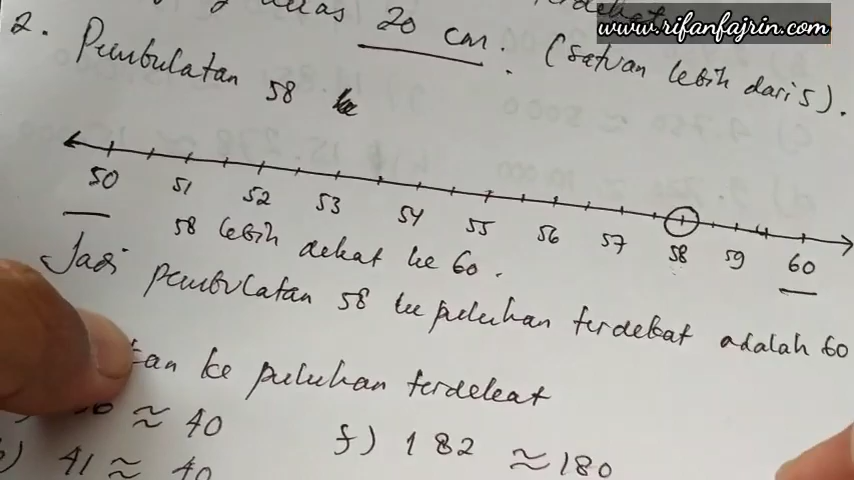 www.rifanfajrin.com
20 cm. (Satuan lebih dari 5).
2. Pembulatan 58 ke
50 51 52 53 54 55 56 57 58 59 60
58 lebih dekat ke 60.
Jadi pembulatan 58 ke puluhan terdekat adalah 60
ke puluhan terdekat
≈ 40
f) 182 ≈ 180
41 ≈ 40